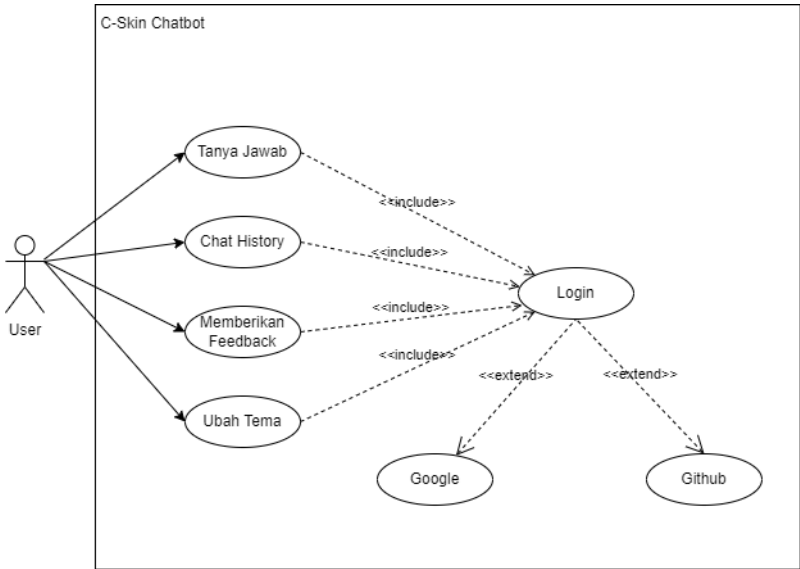 C-Skin Chatbot
Tanya Jawab
<<include>>
Chat History
<<include>>
User
Memberikan
Feedback
<<include>>
Login
Ubah Tema
<<include>>
<<extend>>
<<extend>>
Google
Github